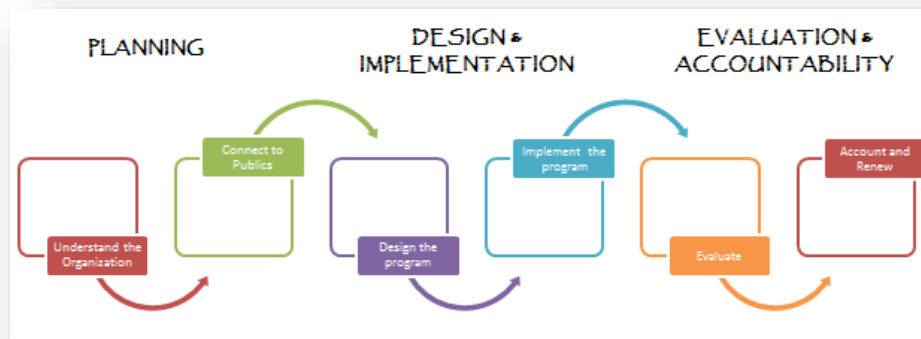 PLANNING
DESIGN &
IMPLEMENTATION
EVALUATION &
ACCOUNTABILITY
Understand the
Organization
Connect to
Publics
Design the
program
Implement the
program
Evaluate
Account and
Renew